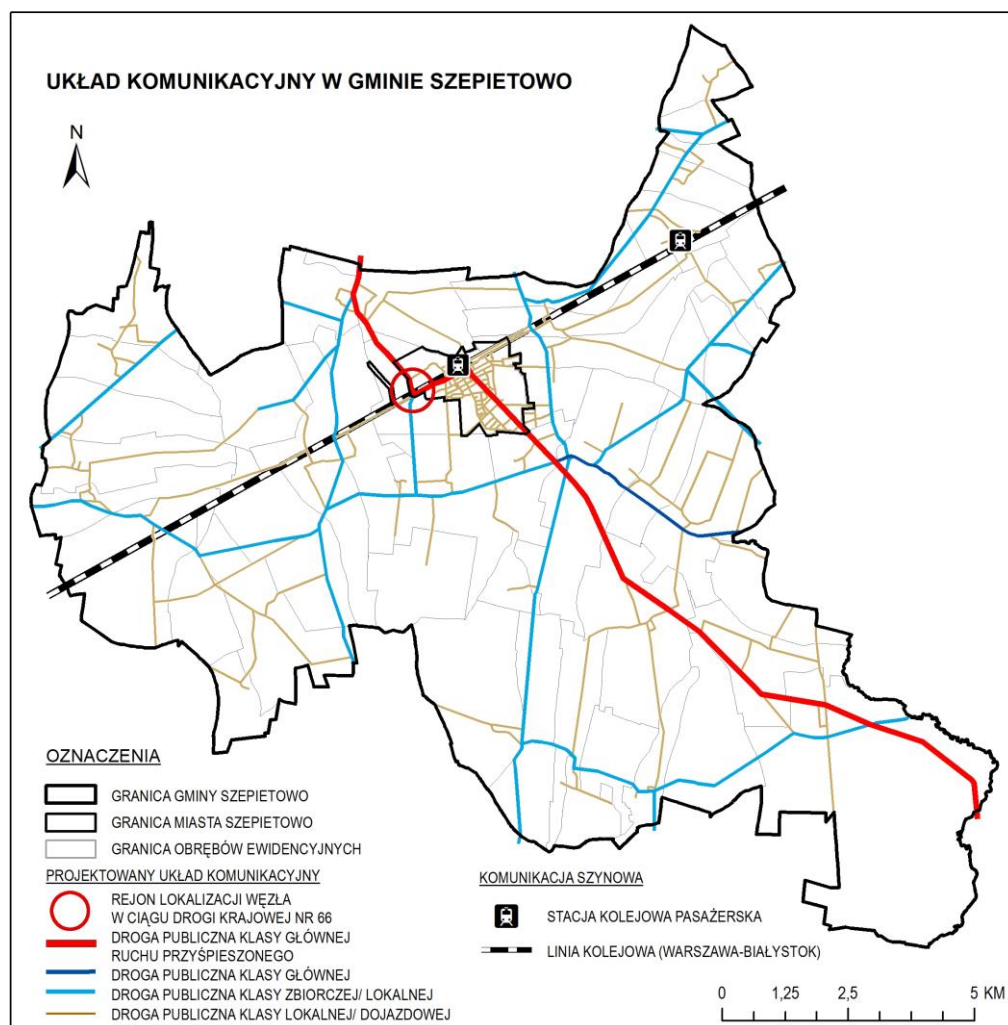 UKŁAD KOMUNIKACYJNY W GMINIE SZEPIETOWO
N
OZNACZENIA
GRANICA GMINY SZEPIETOWO
GRANICA MIASTA SZEPIETOWO
GRANICA OBRĘBÓW EWIDENCYJNYCH
PROJEKTOWANY UKŁAD KOMUNIKACYJNY
REJON LOKALIZACJI WĘZŁA
W CIĄGU DROGI KRAJOWEJ NR 66
DROGA PUBLICZNA KLASY GŁÓWNEJ
RUCHU PRZYŚPIESZONEGO
DROGA PUBLICZNA KLASY GŁÓWNEJ
DROGA PUBLICZNA KLASY ZBIORCZEJ/ LOKALNEJ
DROGA PUBLICZNA KLASY LOKALNEJ/ DOJAZDOWEJ
KOMUNIKACJA SZYNOWA
STACJA KOLEJOWA PASAŻERSKA
LINIA KOLEJOWA (WARSZAWA-BIAŁYSTOK)
0 1,25 2,5 5 KM